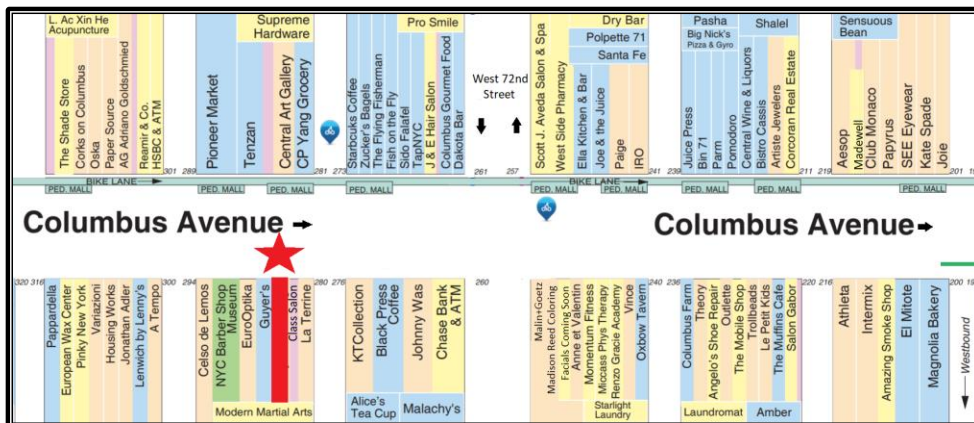 L. Ac Xin He
Acupuncture
The Shade Store
Corks on Columbus
Oska
Paper Source
AG Adriano Goldschmied
Reamir & Co.
HSBC & ATM
301
Supreme
Hardware
Pioneer Market
Tenzan
Central Art Gallery
CP Yang Grocery
289
281
Pro Smile
Starbcuks Coffee
Zucker's Bagels
The Flying Fisherman
Fish on the Fly
Sido Falafel
TapNYC
J & E Hair Salon
Columbus Gourmet Food
Dakota Bar
273
261
West 72nd
Street
257
Dry Bar
Polpette 71
Santa Fe
Scott J. Aveda Salon & Spa
West Side Pharmacy
Ella Kitchen & Bar
Joe & the Juice
Paige
IRO
241
Pasha
Big Nick's
Pizza & Gyro
Shalel
Juice Press
Bin 71
Parm
Pomodoro
Central Wine & Liquors
Bistro Cassis
Artiste Jewelers
Corcoran Real Estate
239
211
Sensuous
Bean
Aesop
Madewell
Club Monaco
Papyrus
SEE Eyewear
Kate Spade
Joie
219
201
BIKE LANE
BIKE LANE
PED. MALL
PED. MALL
PED. MALL
PED. MALL
PED. MALL
PED. MALL
PED. MALL
PED. MALL
PED. MALL
PED. MALL
PED. MALL
Columbus Avenue
Columbus Avenue
320
316
Pappardella
European Wax Center
Pinky New York
Variazioni
Housing Works
Jonathan Adler
Lenwich by Lenny's
A Tempo
300
294
Celso de Lemos
NYC Barber Shop
Museum
EuroOptika
Guyer's
Class Salon
La Terrine
280
Modern Martial Arts
276
KTCollection
Black Press
Coffee
Johnny Was
Chase Bank
& ATM
260
Alice's
Tea Cup
Malachy's
Malin+Goetz
Madison Reed Coloring
Facials Coming Soon
Anne et Valentin
Momentum Fitness
Miccass Phys Therapy
Renzo Gracie Academy
Vince
Oxbow Tavern
240
Starlight
Laundry
236
Columbus Farm
Theory
Angelo's Shoe Repair
Outlette
The Mobile Shop
Trollbeads
Le Petit Kids
The Muffins Cafe
Salon Gabor
220
Laundromat
Amber
216
Athleta
Intermix
Amazing Smoke Shop
El Mitote
Magnolia Bakery
200
Westbound